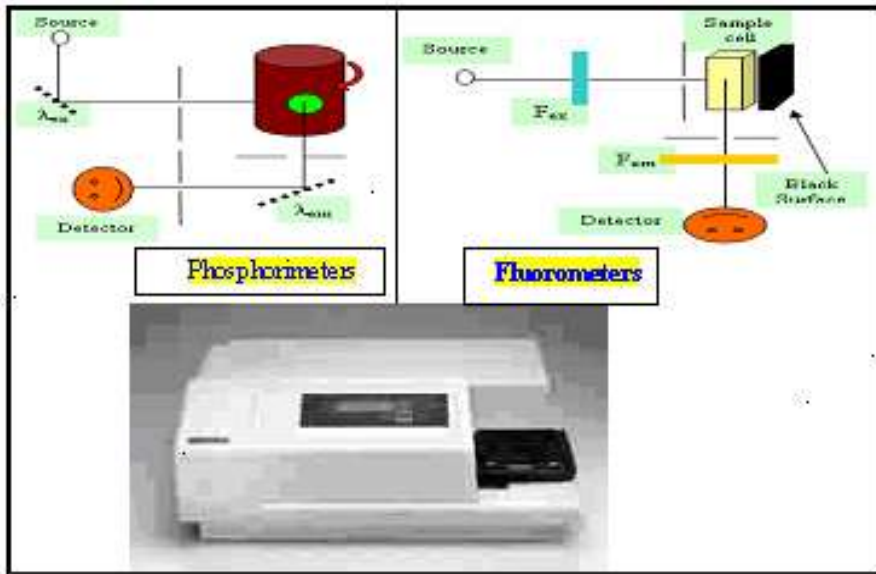 Source
λex
Detector
λem
Phosphorimeters
Source
Fex
Sample
cell
Fem
Black
Surface
Detector
Fluorometers